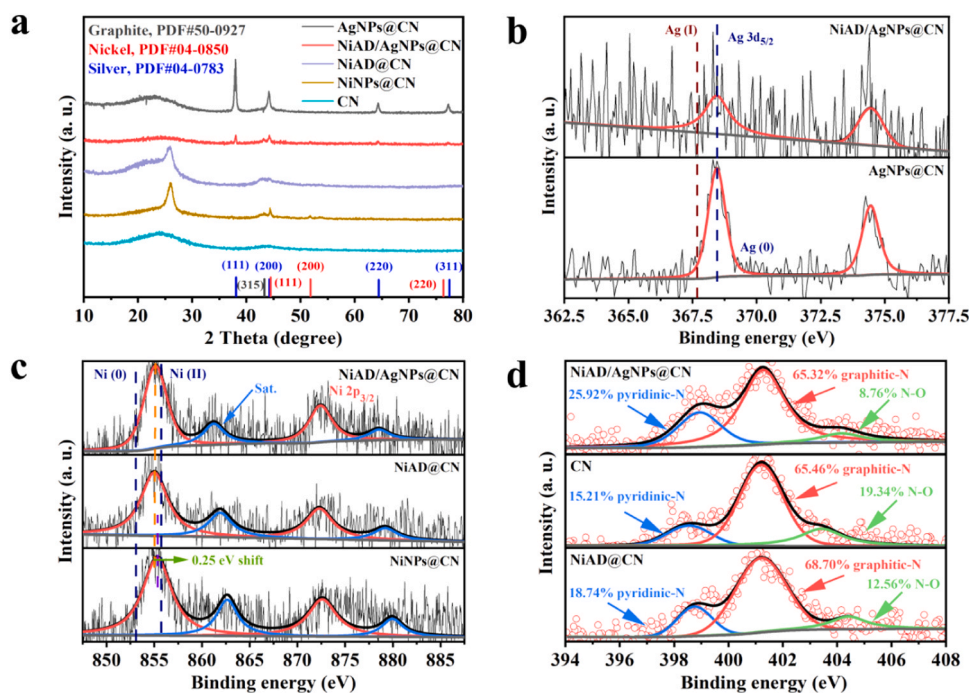 a
Graphite, PDF#50-0927
Nickel, PDF#04-0850
Silver, PDF#04-0783
AgNPs@CN
NiAD/AgNPs@CN
NiAD@CN
NiNPs@CN
CN
Intensity (a. u.)
(111)
(200)
(200)
(220)
(311)
(315)
(111)
(220)
10 20 30 40 50 60 70 80
2 Theta (degree)
b
Ag (I)
Ag 3d5/2
NiAD/AgNPs@CN
AgNPs@CN
Ag (0)
Intensity (a. u.)
362.5 365.0 367.5 370.0 372.5 375.0 377.5
Binding energy (eV)
c
Ni (0)
Ni (II)
NiAD/AgNPs@CN
Sat.
Ni 2p3/2
NiAD@CN
NiNPs@CN
0.25 eV shift
Intensity (a. u.)
850 855 860 865 870 875 880 885
Binding energy (eV)
d
NiAD/AgNPs@CN
25.92% pyridinic-N
65.32% graphitic-N
8.76% N-O
CN
15.21% pyridinic-N
65.46% graphitic-N
19.34% N-O
NiAD@CN
18.74% pyridinic-N
68.70% graphitic-N
12.56% N-O
Intensity (a. u.)
394 396 398 400 402 404 406 408
Binding energy (eV)